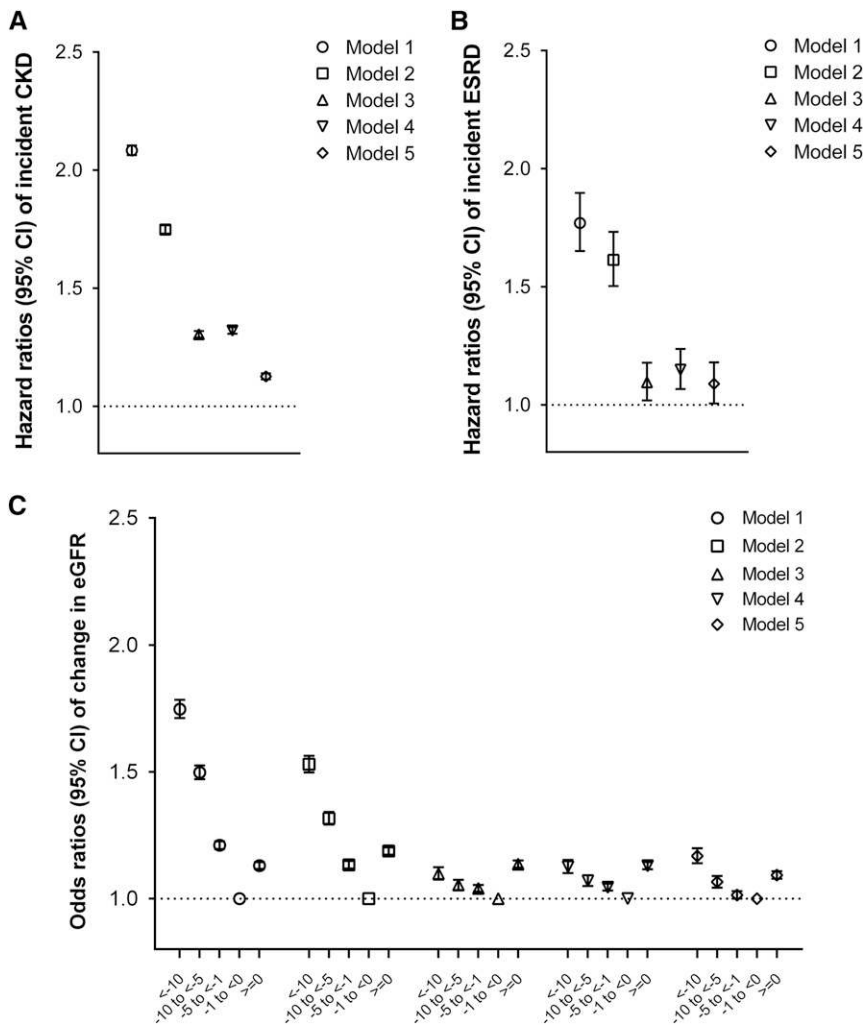 A
Hazard ratios (95% CI) of incident CKD
2.5
2.0
1.5
1.0
Model 1
Model 2
Model 3
Model 4
Model 5
B
Hazard ratios (95% CI) of incident ESRD
2.5
2.0
1.5
1.0
Model 1
Model 2
Model 3
Model 4
Model 5
C
Odds ratios (95% CI) of change in eGFR
2.5
2.0
1.5
1.0
Model 1
Model 2
Model 3
Model 4
Model 5
<-10
-10 to <-5
-5 to <-1
-1 to <0
>=0
<-10
-10 to <-5
-5 to <-1
-1 to <0
>=0
<-10
-10 to <-5
-5 to <-1
-1 to <0
>=0
<-10
-10 to <-5
-5 to <-1
-1 to <0
>=0
<-10
-10 to <-5
-5 to <-1
-1 to <0
>=0